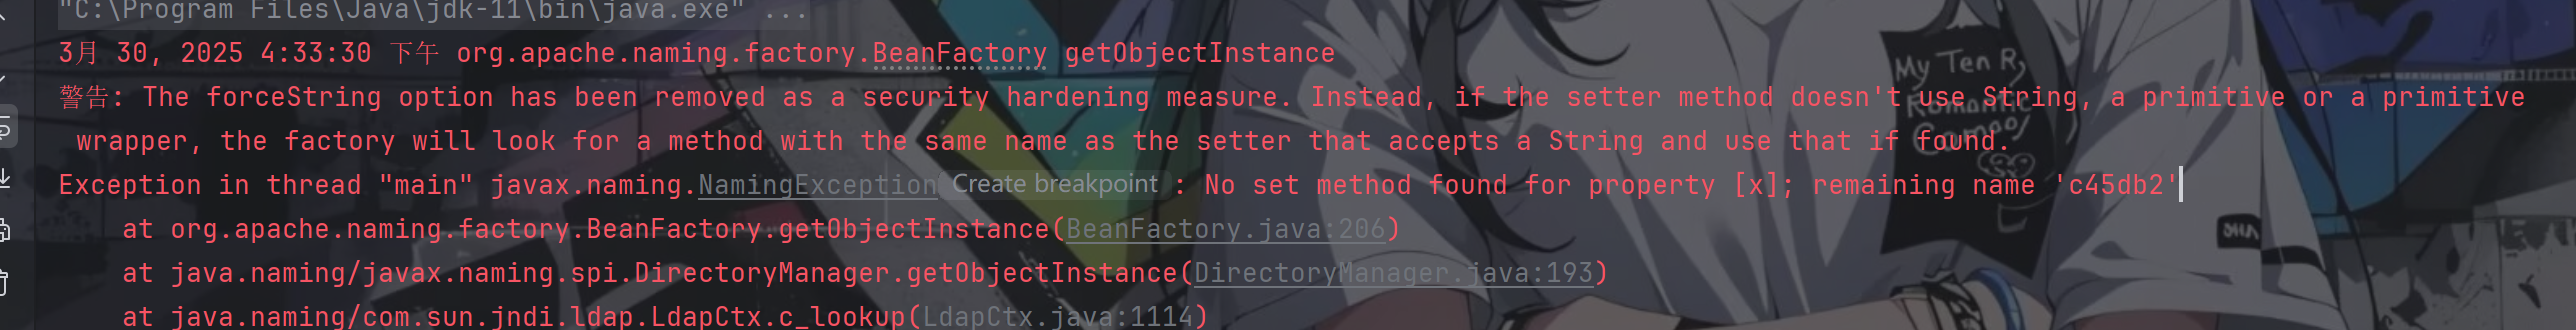 "C:\Program Files\Java\jdk-11\bin\java.exe" ...
3月 30, 2025 4:33:30 下午 org.apache.naming.factory.BeanFactory getObjectInstance
警告: The forceString option has been removed as a security hardening measure. Instead, if the setter method doesn't use String, a primitive or a primitive
wrapper, the factory will look for a method with the same name as the setter that accepts a String and use that if found.
Exception in thread "main" javax.naming.NamingException Create breakpoint : No set method found for property [x]; remaining name 'c45db2'
at org.apache.naming.factory.BeanFactory.getObjectInstance(BeanFactory.java:206)
at java.naming/javax.naming.spi.DirectoryManager.getObjectInstance(DirectoryManager.java:193)
at java.naming/com.sun.jndi.ldap.LdapCtx.c_lookup(LdapCtx.java:1114)
My Ten R
Romantic